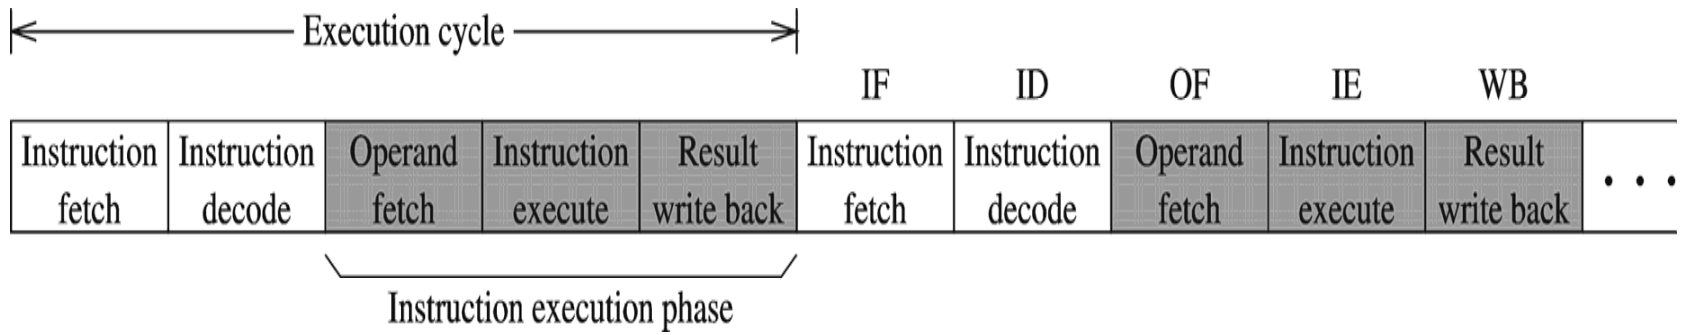 Execution cycle
IF ID OF IE WB
Instruction Instruction Operand Instruction Result Instruction Instruction Operand Instruction Result
fetch decode fetch execute write back fetch decode fetch execute write back . . .
Instruction execution phase